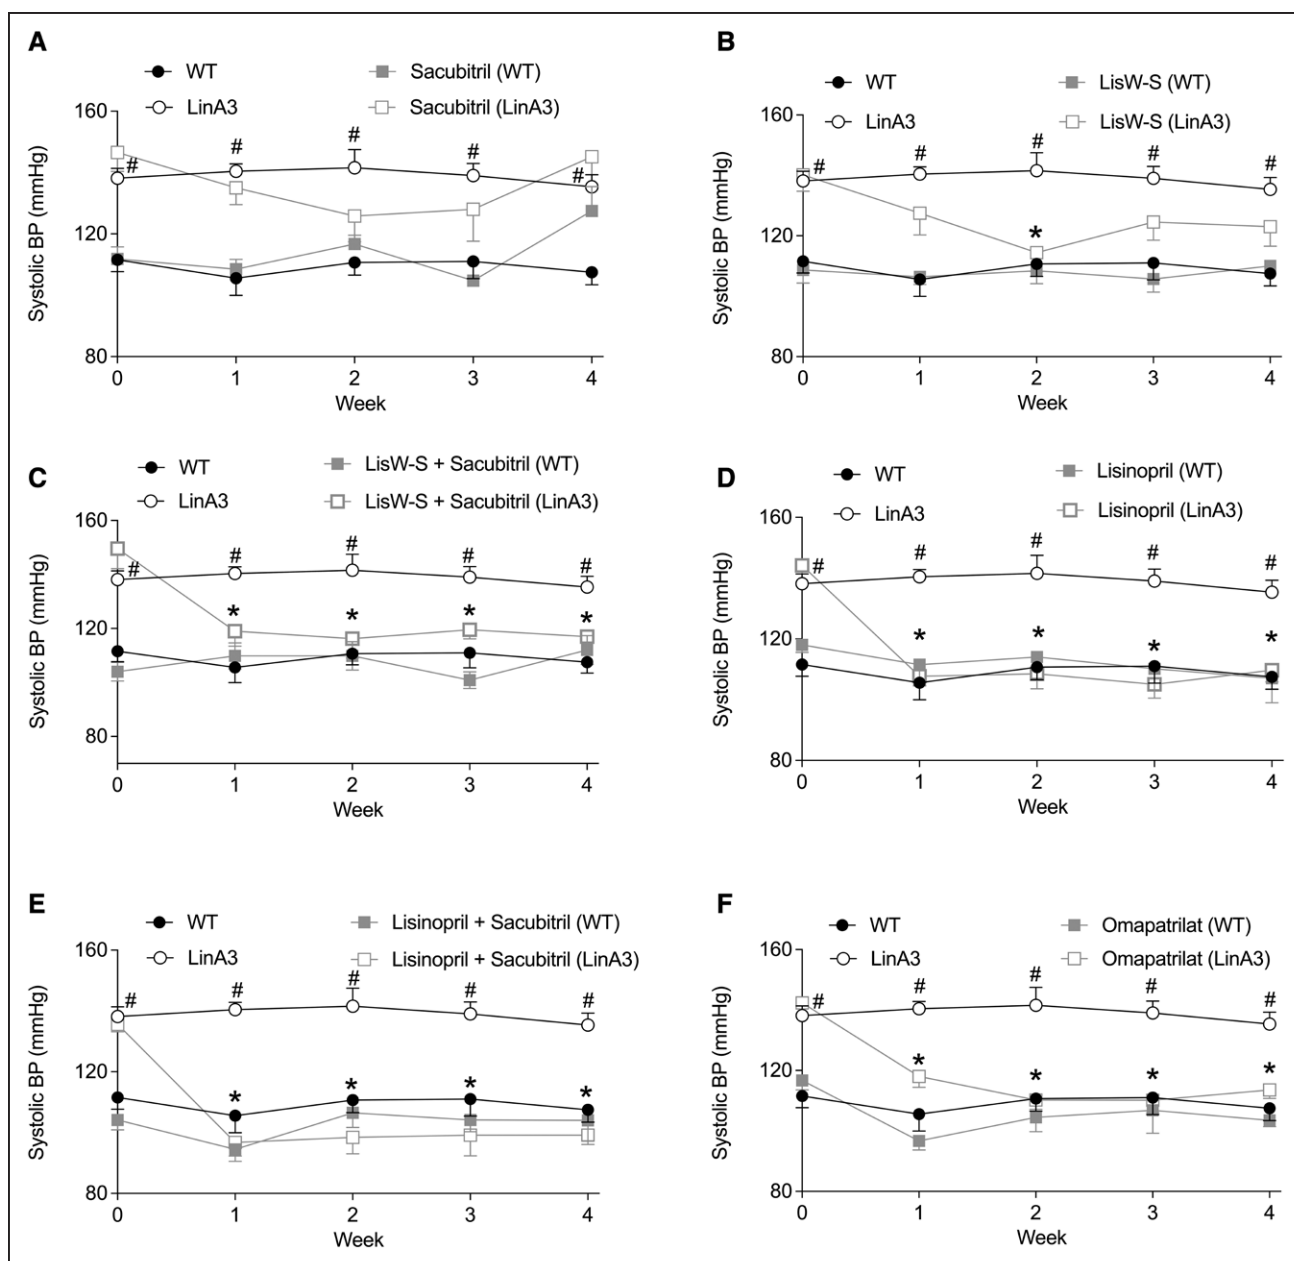 A
WT
Sacubitril (WT)
LinA3
Sacubitril (LinA3)
160
120
80
Systolic BP (mmHg)
# # # # #
0 1 2 3 4
Week
B
WT
LisW-S (WT)
LinA3
LisW-S (LinA3)
160
120
80
Systolic BP (mmHg)
# # # # #
*
0 1 2 3 4
Week
C
WT
LisW-S + Sacubitril (WT)
LinA3
LisW-S + Sacubitril (LinA3)
160
120
80
Systolic BP (mmHg)
# # # # #
* * * *
0 1 2 3 4
Week
D
WT
Lisinopril (WT)
LinA3
Lisinopril (LinA3)
160
120
80
Systolic BP (mmHg)
# # # # #
* * * *
0 1 2 3 4
Week
E
WT
Lisinopril + Sacubitril (WT)
LinA3
Lisinopril + Sacubitril (LinA3)
160
120
80
Systolic BP (mmHg)
# # # # #
* * * *
0 1 2 3 4
Week
F
WT
Omapatrilat (WT)
LinA3
Omapatrilat (LinA3)
160
120
80
Systolic BP (mmHg)
# # # # #
* * * *
0 1 2 3 4
Week